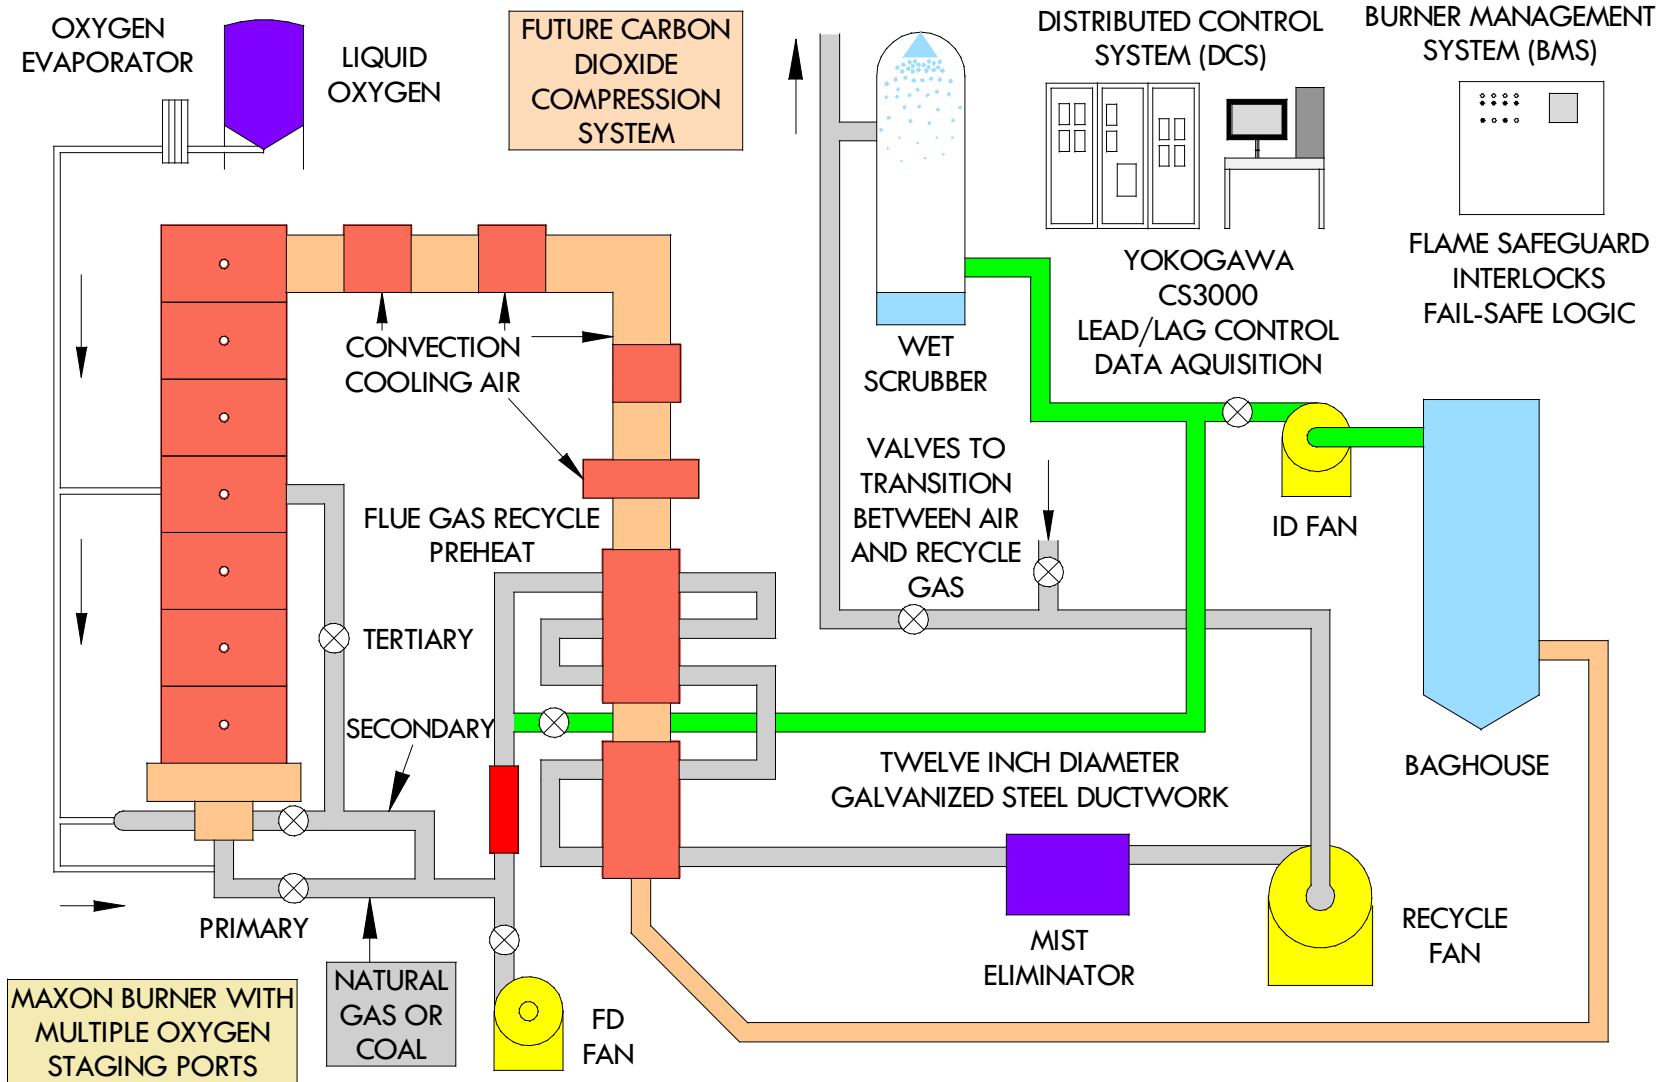 OXYGEN
EVAPORATOR
LIQUID
OXYGEN
FUTURE CARBON
DIOXIDE
COMPRESSION
SYSTEM
DISTRIBUTED CONTROL
SYSTEM (DCS)
BURNER MANAGEMENT
SYSTEM (BMS)
YOKOGAWA
CS3000
LEAD/LAG CONTROL
DATA AQUISITION
FLAME SAFEGUARD
INTERLOCKS
FAIL-SAFE LOGIC
CONVECTION
COOLING AIR
WET
SCRUBBER
VALVES TO
TRANSITION
BETWEEN AIR
AND RECYCLE
GAS
FLUE GAS RECYCLE
PREHEAT
ID FAN
TERTIARY
SECONDARY
TWELVE INCH DIAMETER
GALVANIZED STEEL DUCTWORK
BAGHOUSE
PRIMARY
MIST
ELIMINATOR
RECYCLE
FAN
NATURAL
GAS OR
COAL
FD
FAN
MAXON BURNER WITH
MULTIPLE OXYGEN
STAGING PORTS